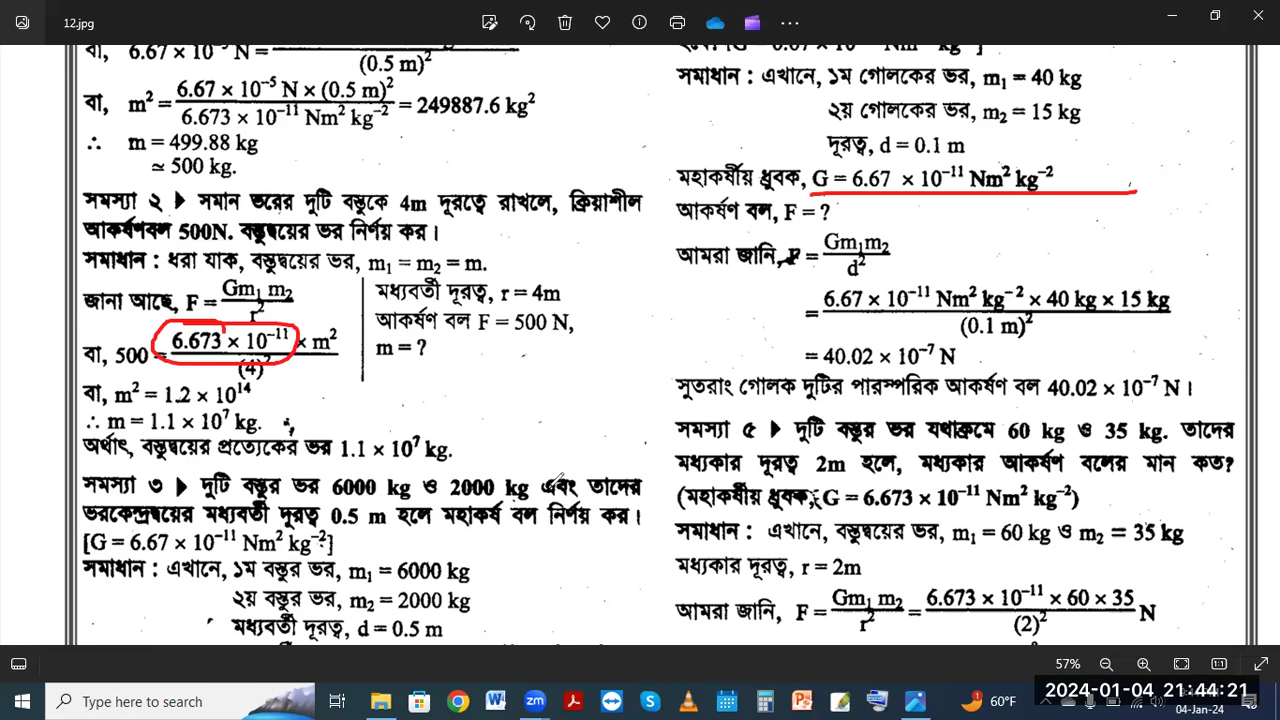 12.jpg
বা, 6.67 × 10⁻⁵ N =
(0.5 m)²
বা, m² = 6.67 × 10⁻⁵ N × (0.5 m)² / 6.673 × 10⁻¹¹ Nm² kg⁻² = 249887.6 kg²
∴ m = 499.88 kg
≃ 500 kg.
সমস্যা ২ ▶ সমান ভরের দুটি বস্তুকে 4m দূরত্বে রাখলে, ক্রিয়াশীল
আকর্ষণবল 500N. বস্তুদ্বয়ের ভর নির্ণয় কর।
সমাধান : ধরা যাক, বস্তুদ্বয়ের ভর, m₁ = m₂ = m.
জানা আছে, F = Gm₁ m₂ / r²
বা, 500 = 6.673 × 10⁻¹¹ × m² / (4)²
বা, m² = 1.2 × 10¹⁴
∴ m = 1.1 × 10⁷ kg.
অর্থাৎ, বস্তুদ্বয়ের প্রত্যেকের ভর 1.1 × 10⁷ kg.
মধ্যবর্তী দূরত্ব, r = 4m
আকর্ষণ বল F = 500 N,
m = ?
সমস্যা ৩ ▶ দুটি বস্তুর ভর 6000 kg ও 2000 kg এবং তাদের
ভরকেন্দ্রদ্বয়ের মধ্যবর্তী দূরত্ব 0.5 m হলে মহাকর্ষ বল নির্ণয় কর।
[G = 6.67 × 10⁻¹¹ Nm² kg⁻²]
সমাধান : এখানে, ১ম বস্তুর ভর, m₁ = 6000 kg
২য় বস্তুর ভর, m₂ = 2000 kg
মধ্যবর্তী দূরত্ব, d = 0.5 m
সমাধান : এখানে, ১ম গোলকের ভর, m₁ = 40 kg
২য় গোলকের ভর, m₂ = 15 kg
দূরত্ব, d = 0.1 m
মহাকর্ষীয় ধ্রুবক, G = 6.67 × 10⁻¹¹ Nm² kg⁻²
আকর্ষণ বল, F = ?
আমরা জানি, F = Gm₁m₂ / d²
= 6.67 × 10⁻¹¹ Nm² kg⁻² × 40 kg × 15 kg / (0.1 m)²
= 40.02 × 10⁻⁷ N
সুতরাং গোলক দুটির পারস্পরিক আকর্ষণ বল 40.02 × 10⁻⁷ N।
সমস্যা ৫ ▶ দুটি বস্তুর ভর যথাক্রমে 60 kg ও 35 kg. তাদের
মধ্যকার দূরত্ব 2m হলে, মধ্যকার আকর্ষণ বলের মান কত?
(মহাকর্ষীয় ধ্রুবক, G = 6.673 × 10⁻¹¹ Nm² kg⁻²)
সমাধান : এখানে, বস্তুদ্বয়ের ভর, m₁ = 60 kg ও m₂ = 35 kg
মধ্যকার দূরত্ব, r = 2m
আমরা জানি, F = Gm₁ m₂ / r² = 6.673 × 10⁻¹¹ × 60 × 35 / (2)² N
57%
1:1
Type here to search
60°F
2024-01-04 21:44:21
04-Jan-24